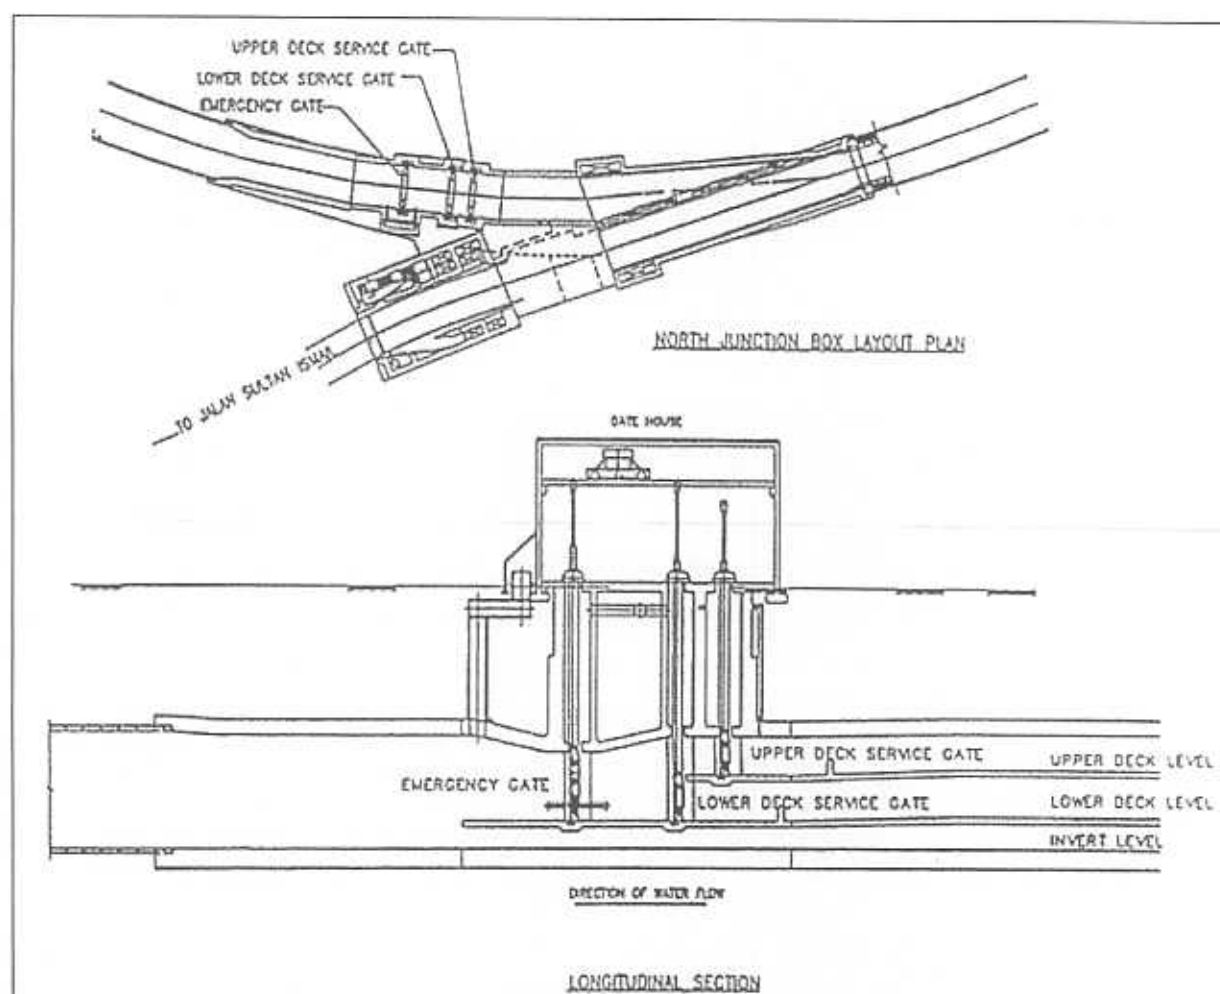 UPPER DECK SERVICE GATE
LOWER DECK SERVICE GATE
EMERGENCY GATE
NORTH JUNCTION BOX LAYOUT PLAN
TO JALAN SULTAN ISMAIL
GATE HOUSE
UPPER DECK SERVICE GATE
UPPER DECK LEVEL
EMERGENCY GATE
LOWER DECK SERVICE GATE
LOWER DECK LEVEL
INVERT LEVEL
DIRECTION OF WATER FLOW
LONGITUDINAL SECTION